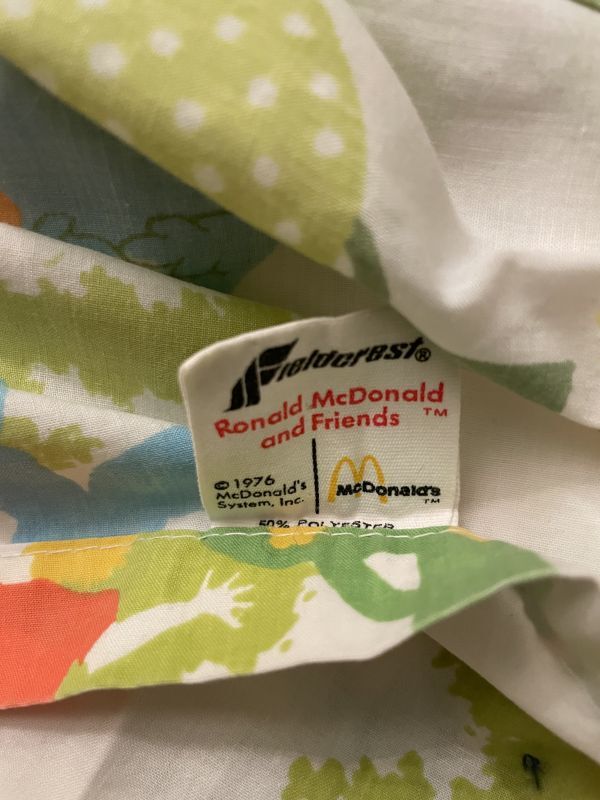 Fieldcrest®
Ronald McDonald
and Friends ™
© 1976
McDonald's
System, Inc.
McDonald's
™
50% POLYESTER